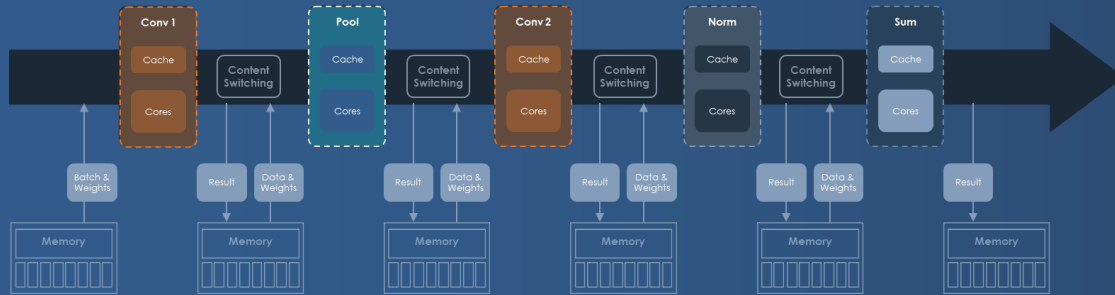 Conv 1
Pool
Conv 2
Norm
Sum
Cache
Content
Switching
Cache
Content
Switching
Cache
Content
Switching
Cache
Content
Switching
Cache
Cores
Cores
Cores
Cores
Cores
Batch &
Weights
Result
Data &
Weights
Result
Data &
Weights
Result
Data &
Weights
Result
Data &
Weights
Result
Memory
Memory
Memory
Memory
Memory
Memory